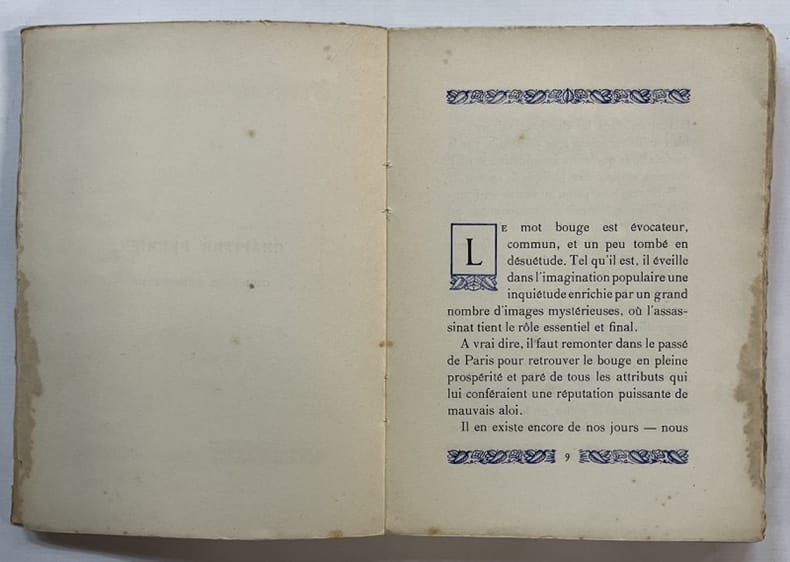 LE mot bouge est évocateur,
commun, et un peu tombé en
désuétude. Tel qu'il est, il éveille
dans l'imagination populaire une
inquiétude enrichie par un grand
nombre d'images mystérieuses, où l'assas-
sinat tient le rôle essentiel et final.
A vrai dire, il faut remonter dans le passé
de Paris pour retrouver le bouge en pleine
prospérité et paré de tous les attributs qui
lui conféraient une réputation puissante de
mauvais aloi.
Il en existe encore de nos jours — nous
9